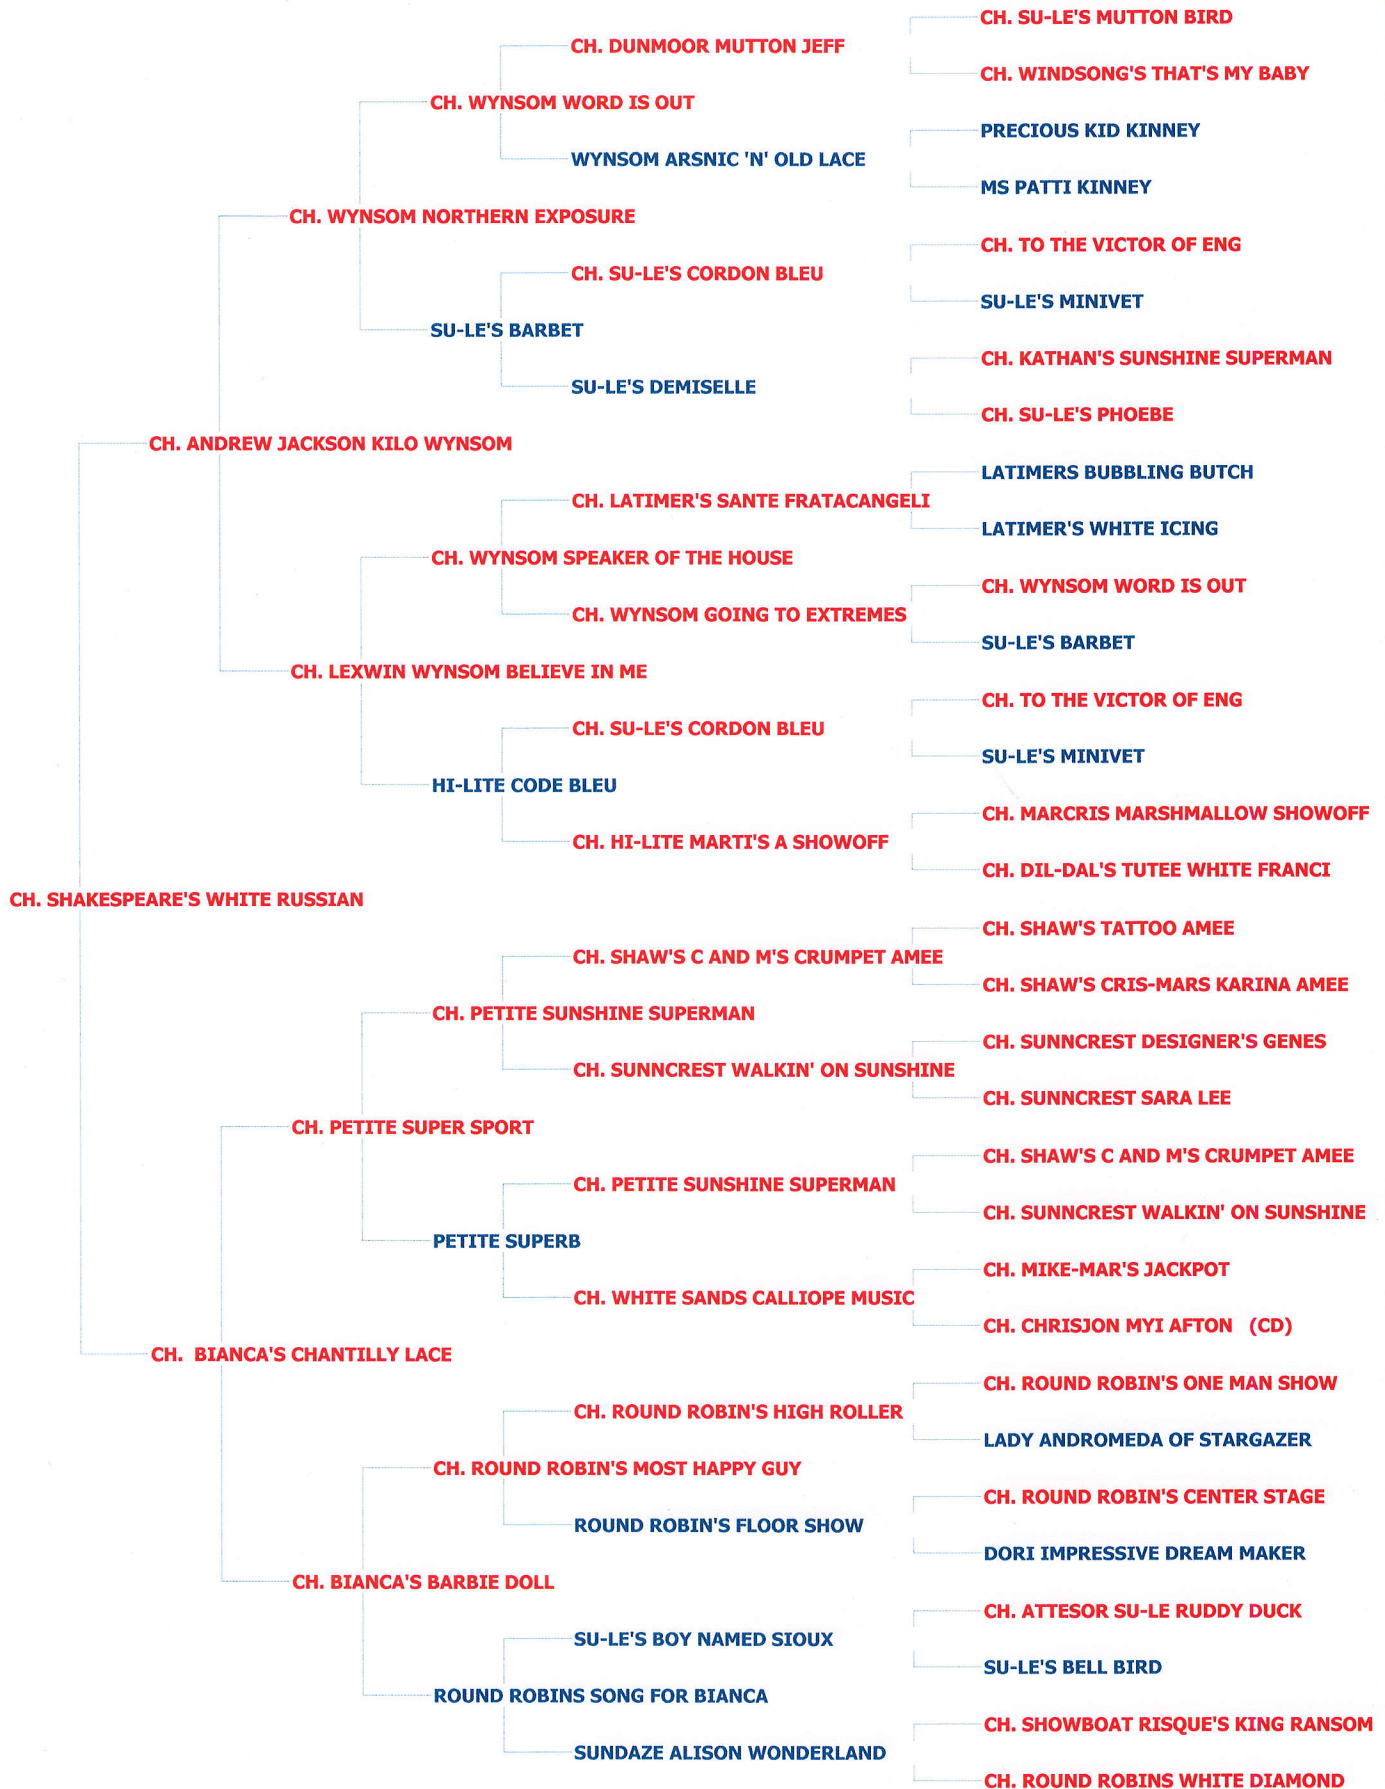 CH. SU-LE'S MUTTON BIRD
CH. DUNMOOR MUTTON JEFF
CH. WINDSONG'S THAT'S MY BABY
CH. WYNSOM WORD IS OUT
PRECIOUS KID KINNEY
WYNSOM ARSNIC 'N' OLD LACE
MS PATTI KINNEY
CH. WYNSOM NORTHERN EXPOSURE
CH. TO THE VICTOR OF ENG
CH. SU-LE'S CORDON BLEU
SU-LE'S MINIVET
SU-LE'S BARBET
CH. KATHAN'S SUNSHINE SUPERMAN
SU-LE'S DEMISELLE
CH. SU-LE'S PHOEBE
CH. ANDREW JACKSON KILO WYNSOM
LATIMERS BUBBLING BUTCH
CH. LATIMER'S SANTE FRATACANGELI
LATIMER'S WHITE ICING
CH. WYNSOM SPEAKER OF THE HOUSE
CH. WYNSOM WORD IS OUT
CH. WYNSOM GOING TO EXTREMES
SU-LE'S BARBET
CH. LEXWIN WYNSOM BELIEVE IN ME
CH. TO THE VICTOR OF ENG
CH. SU-LE'S CORDON BLEU
SU-LE'S MINIVET
HI-LITE CODE BLEU
CH. MARCRIS MARSHMALLOW SHOWOFF
CH. HI-LITE MARTI'S A SHOWOFF
CH. DIL-DAL'S TUTEE WHITE FRANCI
CH. SHAKESPEARE'S WHITE RUSSIAN
CH. SHAW'S TATTOO AMEE
CH. SHAW'S C AND M'S CRUMPET AMEE
CH. SHAW'S CRIS-MARS KARINA AMEE
CH. PETITE SUNSHINE SUPERMAN
CH. SUNNCREST DESIGNER'S GENES
CH. SUNNCREST WALKIN' ON SUNSHINE
CH. SUNNCREST SARA LEE
CH. PETITE SUPER SPORT
CH. SHAW'S C AND M'S CRUMPET AMEE
CH. PETITE SUNSHINE SUPERMAN
CH. SUNNCREST WALKIN' ON SUNSHINE
PETITE SUPERB
CH. MIKE-MAR'S JACKPOT
CH. WHITE SANDS CALLIOPE MUSIC
CH. CHRISJON MYI AFTON (CD)
CH. BIANCA'S CHANTILLY LACE
CH. ROUND ROBIN'S ONE MAN SHOW
CH. ROUND ROBIN'S HIGH ROLLER
LADY ANDROMEDA OF STARGAZER
CH. ROUND ROBIN'S MOST HAPPY GUY
CH. ROUND ROBIN'S CENTER STAGE
ROUND ROBIN'S FLOOR SHOW
DORI IMPRESSIVE DREAM MAKER
CH. BIANCA'S BARBIE DOLL
CH. ATTESOR SU-LE RUDDY DUCK
SU-LE'S BOY NAMED SIOUX
SU-LE'S BELL BIRD
ROUND ROBINS SONG FOR BIANCA
CH. SHOWBOAT RISQUE'S KING RANSOM
SUNDAZE ALISON WONDERLAND
CH. ROUND ROBINS WHITE DIAMOND